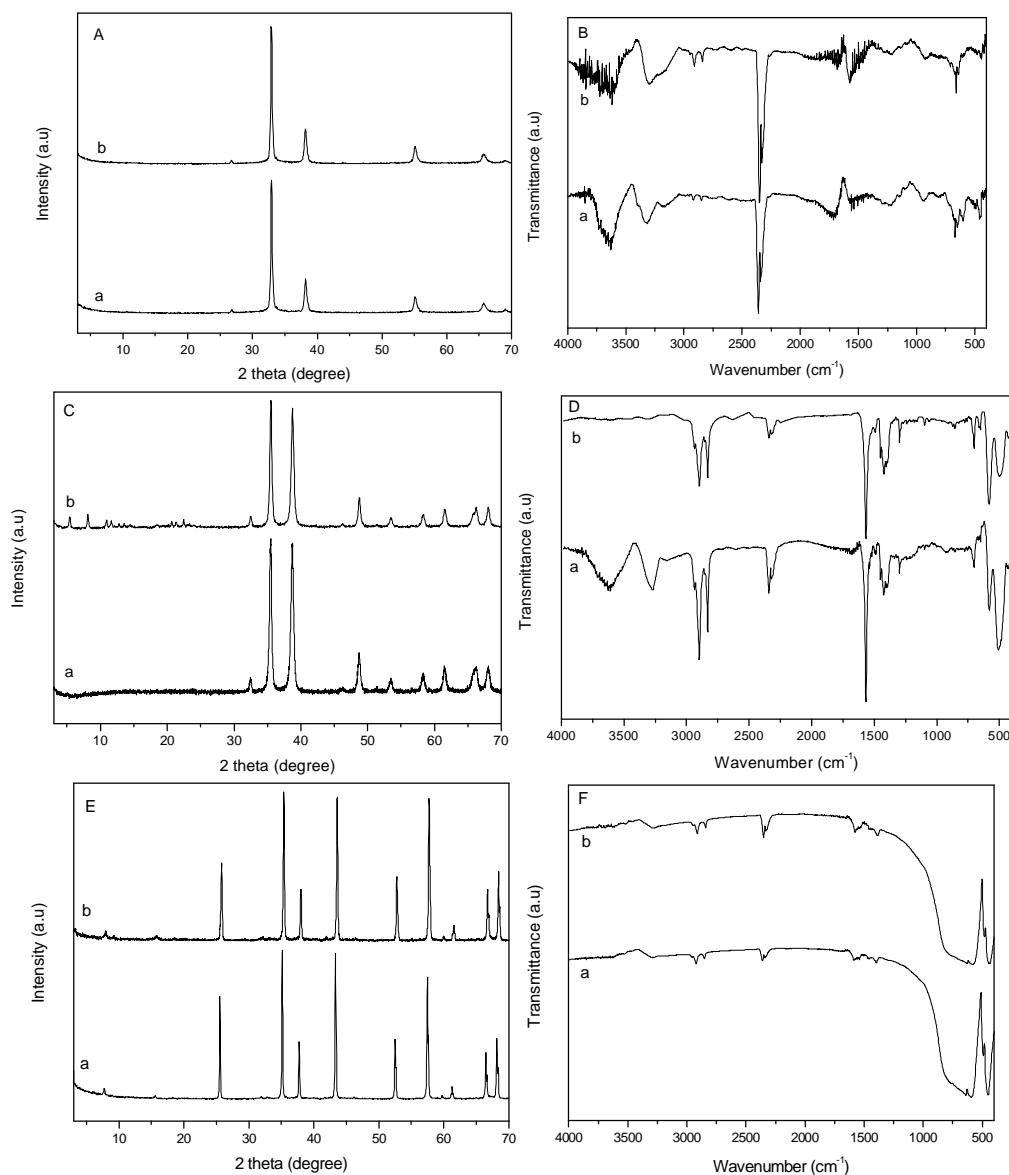 A
b
a
Intensity (a.u)
10 20 30 40 50 60 70
2 theta (degree)
B
b
a
Transmittance (a.u)
4000 3500 3000 2500 2000 1500 1000 500
Wavenumber (cm⁻¹)
C
b
a
Intensity (a.u)
10 20 30 40 50 60 70
2 theta (degree)
D
b
a
Transmittance (a.u)
4000 3500 3000 2500 2000 1500 1000 500
Wavenumber (cm⁻¹)
E
b
a
Intensity (a.u)
10 20 30 40 50 60 70
2 theta (degree)
F
b
a
Transmittance (a.u)
4000 3500 3000 2500 2000 1500 1000 500
Wavenumber (cm⁻¹)